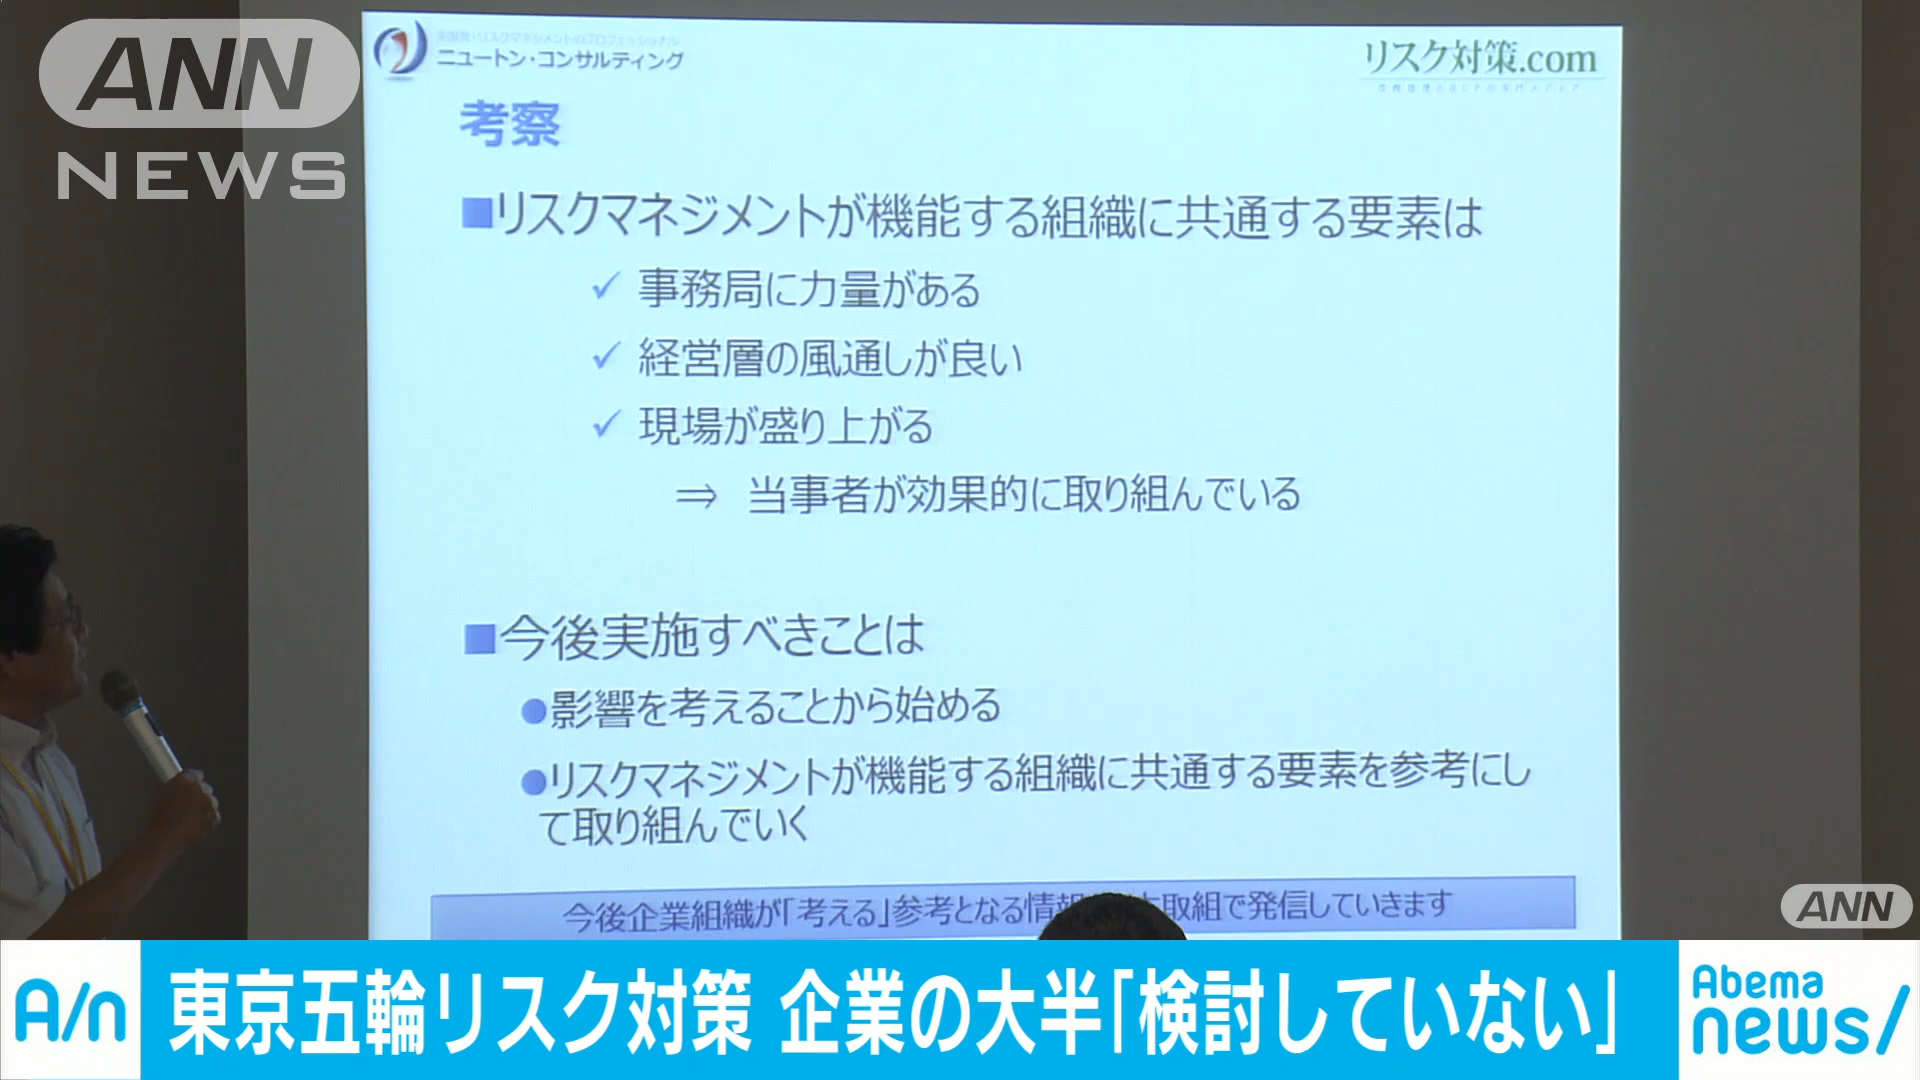 ANN
NEWS
ニュートン・コンサルティング
リスク対策.com
考察
■リスクマネジメントが機能する組織に共通する要素は
✓ 事務局に力量がある
✓ 経営層の風通しが良い
✓ 現場が盛り上がる
⇒ 当事者が効果的に取り組んでいる
■今後実施すべきことは
●影響を考えることから始める
●リスクマネジメントが機能する組織に共通する要素を参考にし
て取り組んでいく
今後企業組織が「考える」参考となる情報 取組で発信していきます
ANN
A/n
東京五輪リスク対策 企業の大半「検討していない」
Abema
news/